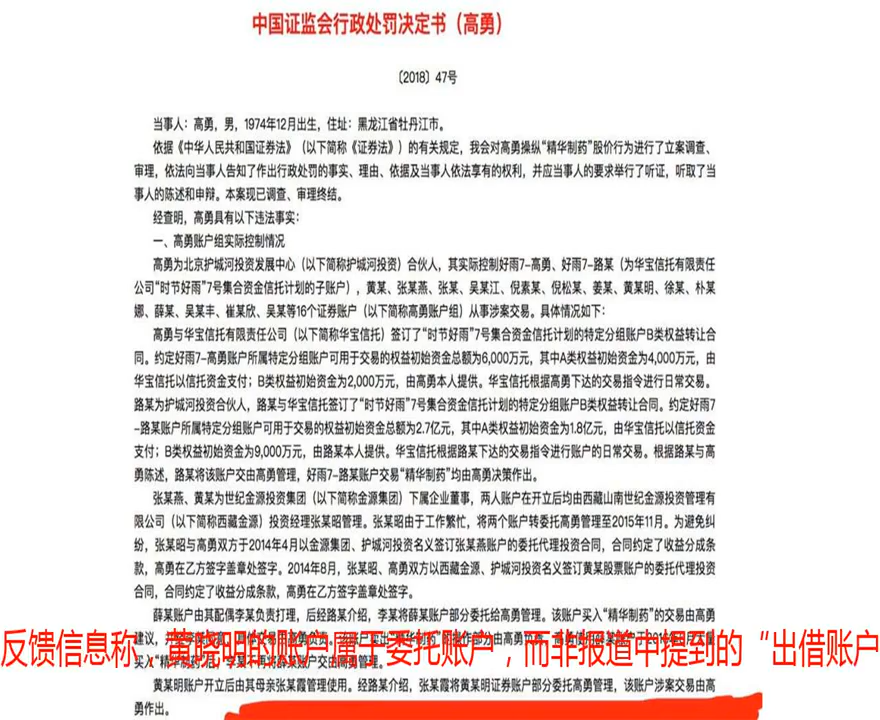 中国证监会行政处罚决定书（高勇）
〔2018〕47号
当事人：高勇，男，1974年12月出生，住址：黑龙江省牡丹江市。
依据《中华人民共和国证券法》（以下简称《证券法》）的有关规定，我会对高勇操纵“精华制药”股价行为进行了立案调查、
审理，依法向当事人告知了作出行政处罚的事实、理由、依据及当事人依法享有的权利，并应当事人的要求举行了听证，听取了当
事人的陈述和申辩。本案现已调查、审理终结。
经查明，高勇具有以下违法事实：
一、高勇账户组实际控制情况
高勇为北京护城河投资发展中心（以下简称护城河投资）合伙人，其实际控制好雨7-高勇、好雨7-路某（为华宝信托有限责任
公司“时节好雨”7号集合资金信托计划的子账户），黄某、张某燕、张某、吴某江、倪素某、倪松某、姜某、黄某明、徐某、朴某
娜、薛某、吴某丰、崔某欣、吴某等16个证券账户（以下简称高勇账户组）从事涉案交易。具体情况如下：
高勇与华宝信托有限责任公司（以下简称华宝信托）签订了“时节好雨”7号集合资金信托计划的特定分组账户B类权益转让合
同。约定好雨7-高勇账户所属特定分组账户可用于交易的权益初始资金总额为6,000万元，其中A类权益初始资金为4,000万元，由
华宝信托以信托资金支付；B类权益初始资金为2,000万元，由高勇本人提供。华宝信托根据高勇下达的交易指令进行日常交易。
路某为护城河投资合伙人，路某与华宝信托签订了“时节好雨”7号集合资金信托计划的特定分组账户B类权益转让合同。约定好雨7
-路某账户所属特定分组账户可用于交易的权益初始资金总额为2.7亿元，其中A类权益初始资金为1.8亿元，由华宝信托以信托资金
支付；B类权益初始资金为9,000万元，由路某本人提供。华宝信托根据路某下达的交易指令进行账户的日常交易。根据路某与高
勇陈述，路某将该账户交由高勇管理，好雨7-路某账户交易“精华制药”均由高勇决策作出。
张某燕、黄某为世纪金源投资集团（以下简称金源集团）下属企业董事，两人账户在开立后均由西藏山南世纪金源投资管理有
限公司（以下简称西藏金源）投资经理张某昭管理。张某昭由于工作繁忙，将两个账户转委托高勇管理至2015年11月。为避免纠
纷，张某昭与高勇双方于2014年4月以金源集团、护城河投资名义签订张某燕账户的委托代理投资合同，合同约定了收益分成条
款，高勇在乙方签字盖章处签字。2014年8月，张某昭、高勇双方以西藏金源、护城河投资名义签订黄某股票账户的委托代理投资
合同，合同约定了收益分成条款，高勇在乙方签字盖章处签字。
薛某账户由其配偶李某负责打理，后经路某介绍，李某将薛某账户部分委托给高勇管理。该账户买入“精华制药”的交易由高勇
建议，
反馈信息称，黄晓明的账户属于委托账户，而非报道中提到的“出借账户
买入“精华制药”后，李某不再将薛某账户交由高勇管理。
黄某明账户开立后由其母亲张某霞管理使用。经路某介绍，张某霞将黄某明证券账户部分委托高勇管理，该账户涉案交易由高
勇作出。